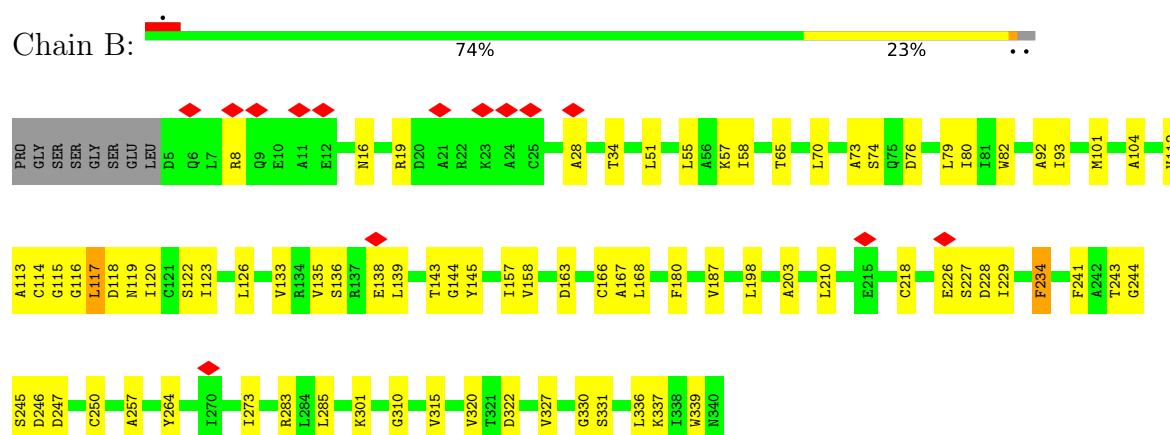 Chain B:
74% 23%
PRO GLY SER SER GLY SER GLU LEU D5 Q6 L7 R8 Q9 E10 A11 E12 N16 R19 D20 A21 R22 K23 A24 C25 A28 T34 L51 L55 A56 K57 I58 T65 L70 A73 S74 Q75 D76 L79 I80 I81 W82 A92 I93 M101 A104
A113 C114 G115 G116 L117 D118 N119 I120 C121 S122 I123 L126 V133 R134 V135 S136 R137 E138 L139 T143 G144 Y145 I157 V158 D163 C166 A167 L168 F180 V187 L198 A203 L210 E215 C218 E226 S227 D228 I229 F234 F241 A242 T243 G244
S245 D246 D247 C250 A257 Y264 I270 I273 R283 L284 L285 K301 G310 V315 V320 T321 D322 V327 G330 S331 L336 K337 I338 W339 N340